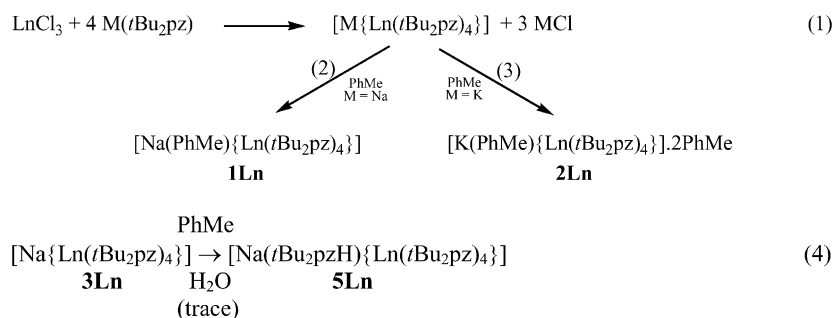 LnCl₃ + 4 M(tBu₂pz) ⟶ [M{Ln(tBu₂pz)₄}] + 3 MCl (1)
(2) (3)
PhMe PhMe
M = Na M = K
[Na(PhMe){Ln(tBu₂pz)₄}] [K(PhMe){Ln(tBu₂pz)₄}].2PhMe
1Ln 2Ln
PhMe
[Na{Ln(tBu₂pz)₄}] → [Na(tBu₂pzH){Ln(tBu₂pz)₄}] (4)
3Ln H₂O 5Ln
(trace)